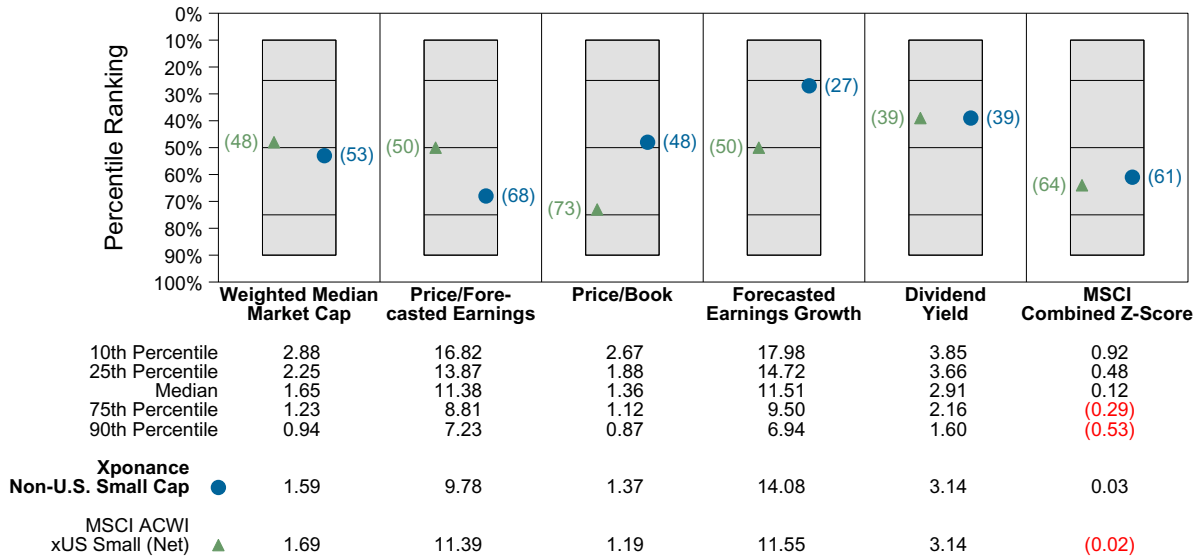 0%
10%
20%
30%
40%
50%
60%
70%
80%
90%
100%
Percentile Ranking
(48) (53) (50) (68) (73) (48) (50) (27) (39) (39) (64) (61)
Weighted Median Price/Fore- Price/Book Forecasted Dividend MSCI
Market Cap casted Earnings Earnings Growth Yield Combined Z-Score
10th Percentile 2.88 16.82 2.67 17.98 3.85 0.92
25th Percentile 2.25 13.87 1.88 14.72 3.66 0.48
Median 1.65 11.38 1.36 11.51 2.91 0.12
75th Percentile 1.23 8.81 1.12 9.50 2.16 (0.29)
90th Percentile 0.94 7.23 0.87 6.94 1.60 (0.53)
Xponance
Non-U.S. Small Cap 1.59 9.78 1.37 14.08 3.14 0.03
MSCI ACWI
xUS Small (Net) 1.69 11.39 1.19 11.55 3.14 (0.02)